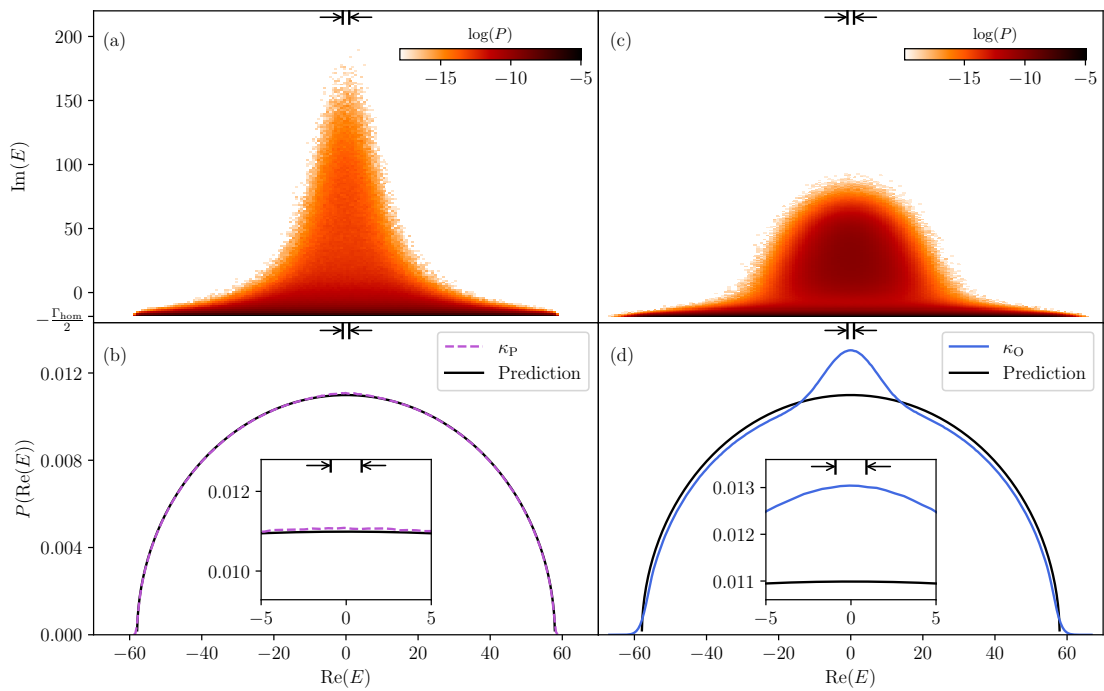 (a)
log(P)
−15 −10 −5
(c)
log(P)
−15 −10 −5
200
150
100
50
0
−Γhom/2
Im(E)
(b)
κP
Prediction
(d)
κO
Prediction
0.012
0.008
0.004
0.000
P(Re(E))
0.012
0.010
−5 0 5
0.013
0.012
0.011
−5 0 5
−60 −40 −20 0 20 40 60
−60 −40 −20 0 20 40 60
Re(E)
Re(E)